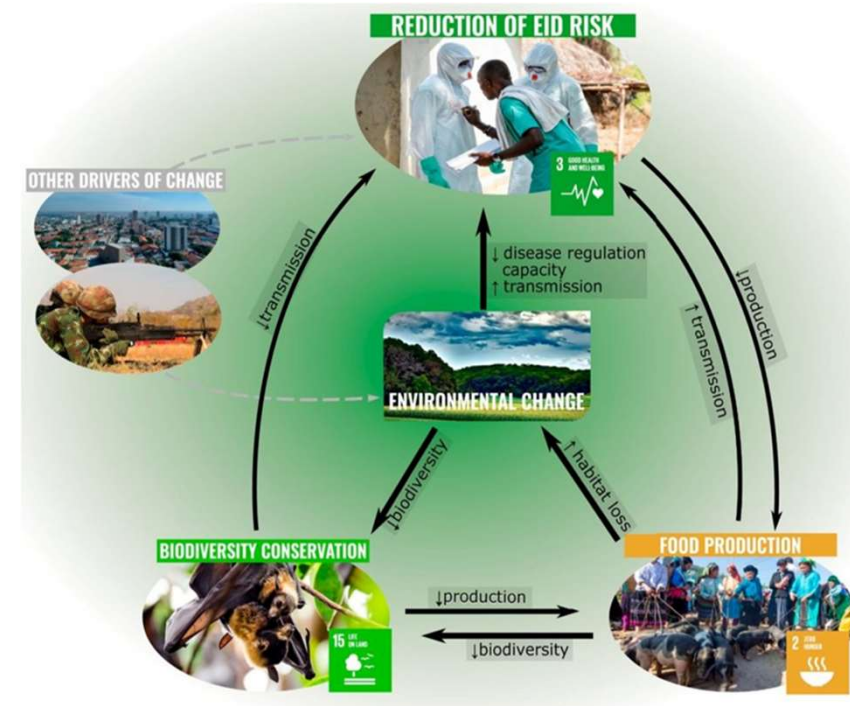 REDUCTION OF EID RISK
3 GOOD HEALTH
AND WELL-BEING
OTHER DRIVERS OF CHANGE
↓transmission
↓ disease regulation
capacity
↑ transmission
↓production
↑ transmission
ENVIRONMENTAL CHANGE
↓biodiversity
↑ habitat loss
BIODIVERSITY CONSERVATION
FOOD PRODUCTION
↓production
↓biodiversity
15 LIFE
ON LAND
2 ZERO
HUNGER